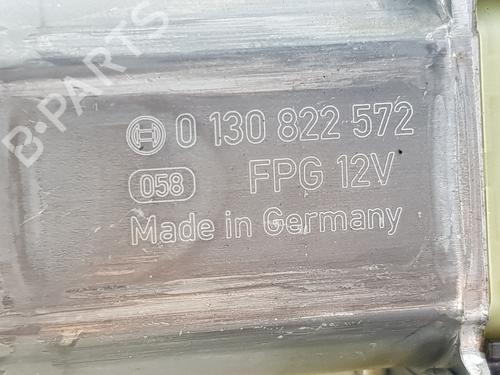 B-PARTS
0 130 822 572
058 FPG 12V
Made in Germany